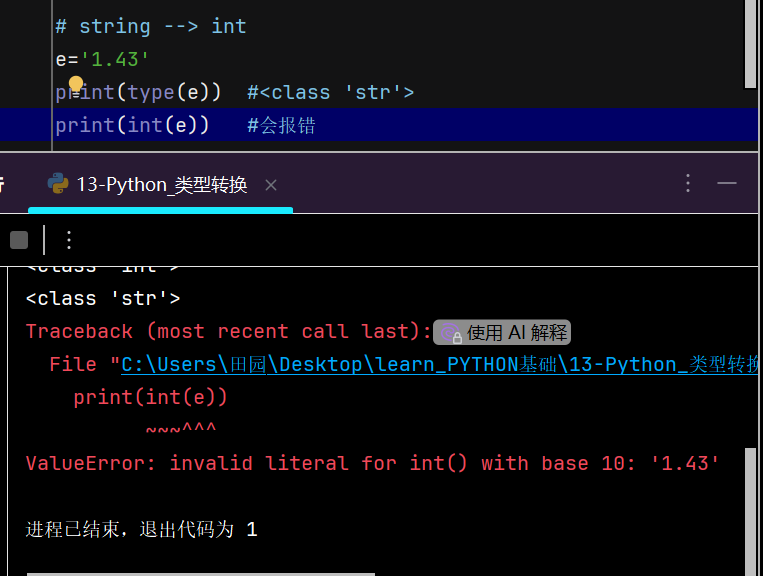 # string --> int
e='1.43'
print(type(e))  #<class 'str'>
print(int(e))   #会报错
13-Python_类型转换
<class 'int'>
<class 'str'>
Traceback (most recent call last): 使用 AI 解释
File "C:\Users\田园\Desktop\learn_PYTHON基础\13-Python_类型转换
print(int(e))
~~~^^^
ValueError: invalid literal for int() with base 10: '1.43'
进程已结束，退出代码为 1